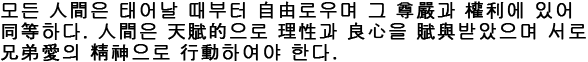 모든 人間은 태어날 때부터 自由로우며 그 尊嚴과 權利에 있어
同等하다. 人間은 天賦的으로 理性과 良心을 賦與받았으며 서로
兄弟愛의 精神으로 行動하여야 한다.